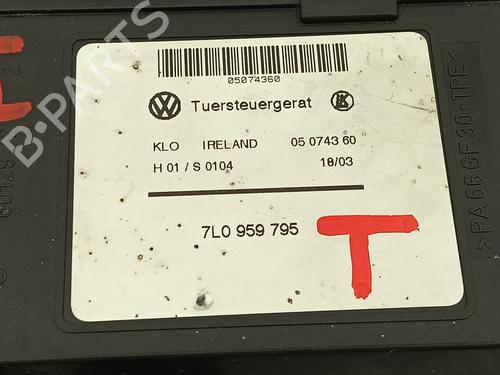 05074360
Tuersteuergerat
KLO IRELAND 05 0743 60
H 01 / S 0104 18/03
7L0 959 795
T
>PA 66 GF 30+TPE<
B-PARTS